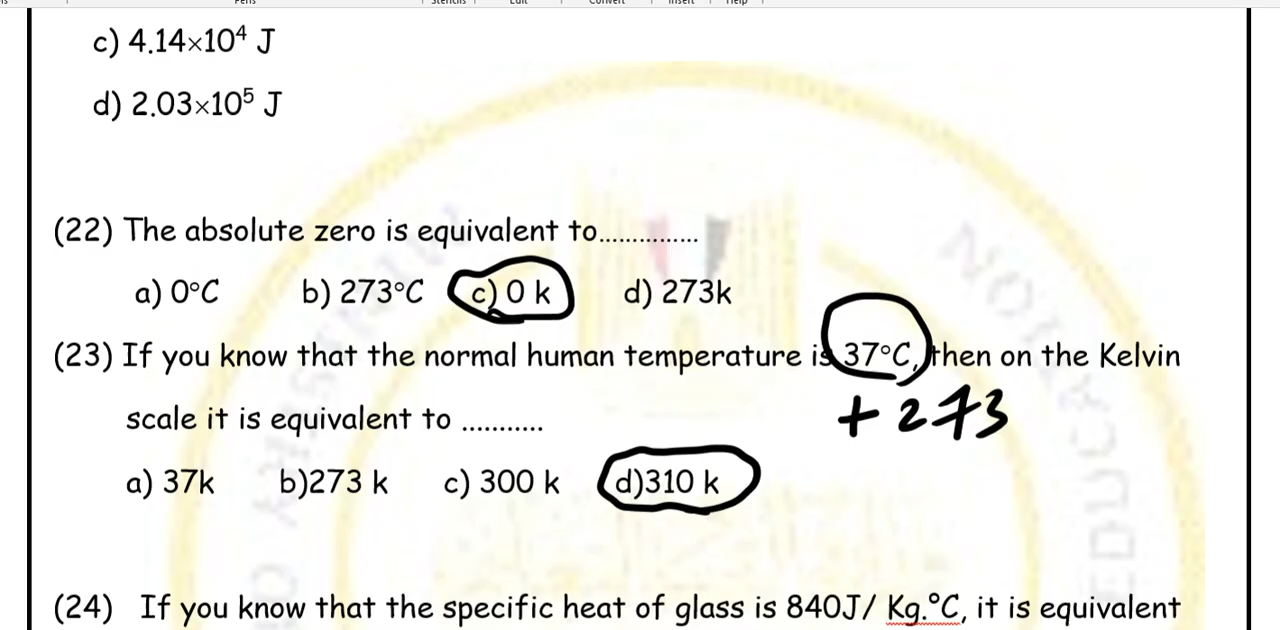 c) 4.14×10⁴ J
d) 2.03×10⁵ J
(22) The absolute zero is equivalent to...............
a) 0°C b) 273°C c) 0 k d) 273k
(23) If you know that the normal human temperature is 37°C, then on the Kelvin
+273
scale it is equivalent to ...........
a) 37k b)273 k c) 300 k d)310 k
(24) If you know that the specific heat of glass is 840J/ Kg.°C, it is equivalent